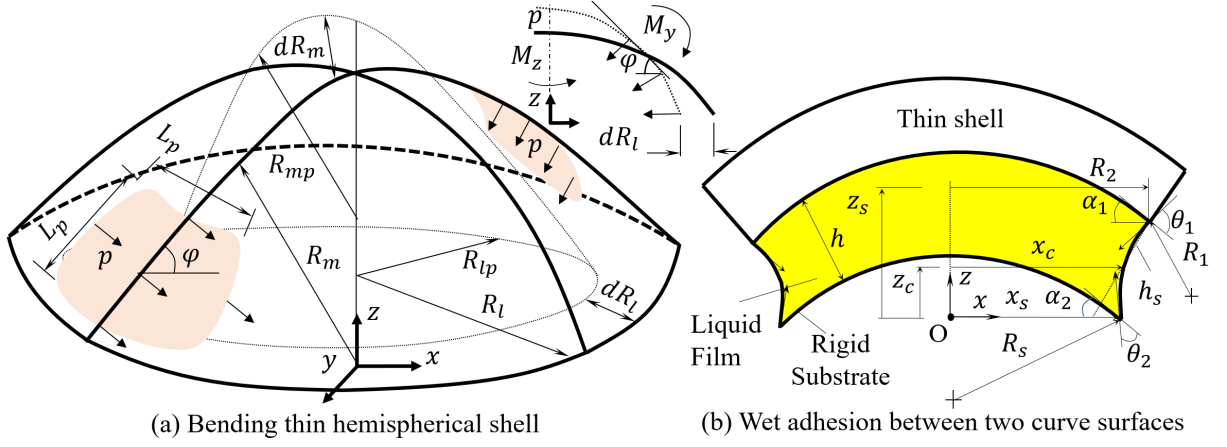 dR_m
L_p
L_p
R_mp
p
φ
R_m
R_lp
R_l
dR_l
z
y
x
p
(a) Bending thin hemispherical shell
p
M_y
M_z
φ
z
dR_l
Thin shell
R_2
z_s
α_1
θ_1
h
x_c
R_1
z_c
z
h_s
x
x_s
α_2
O
R_s
θ_2
Liquid
Film
Rigid
Substrate
(b) Wet adhesion between two curve surfaces